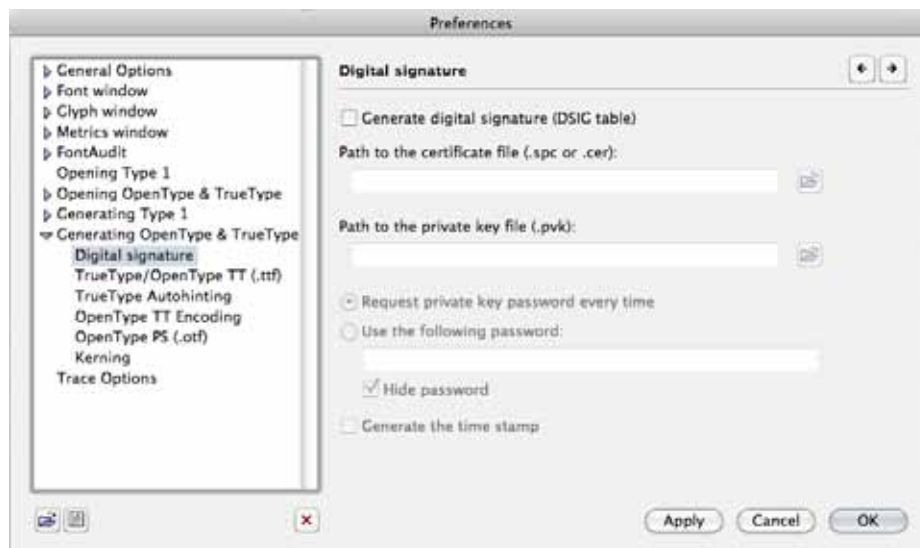 Preferences
General Options
Font window
Glyph window
Metrics window
FontAudit
Opening Type 1
Opening OpenType & TrueType
Generating Type 1
Generating OpenType & TrueType
Digital signature
TrueType/OpenType TT (.ttf)
TrueType Autohinting
OpenType TT Encoding
OpenType PS (.otf)
Kerning
Trace Options
Digital signature
Generate digital signature (DSIG table)
Path to the certificate file (.spc or .cer):
Path to the private key file (.pvk):
Request private key password every time
Use the following password:
Hide password
Generate the time stamp
Apply
Cancel
OK